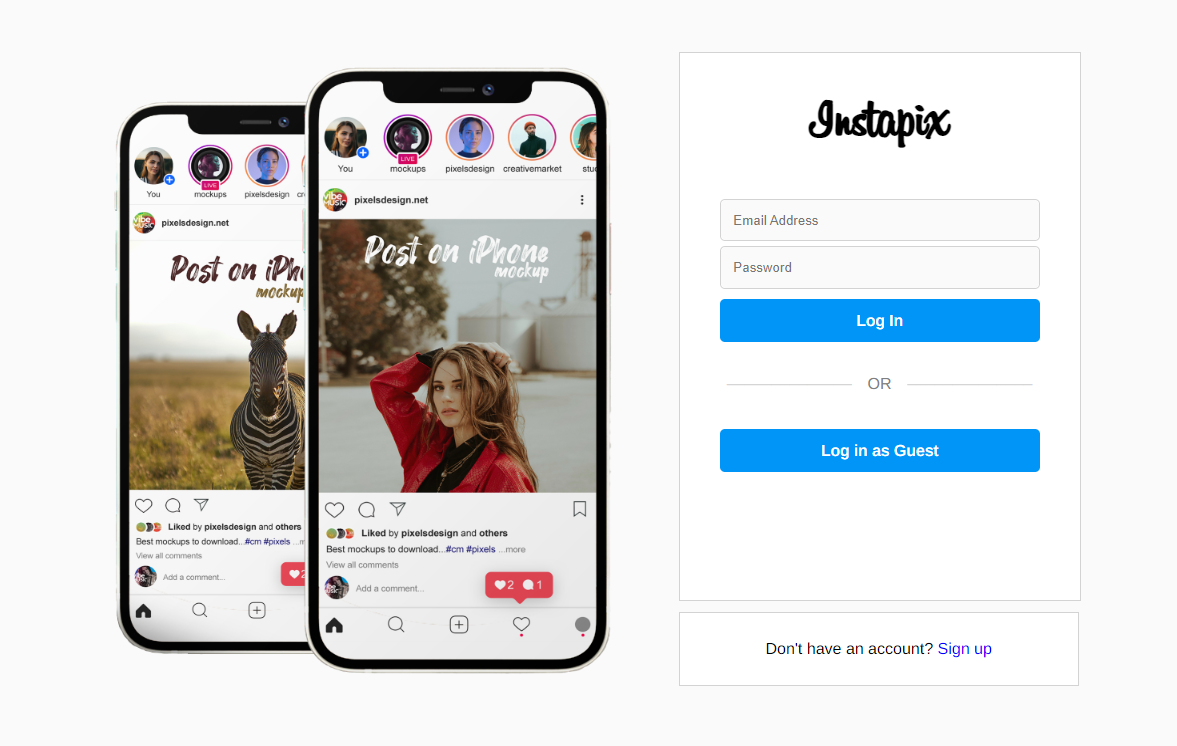 You
mockups
LIVE
pixelsdesign
pixelsdesign.net
Post on iPh
mockup
Liked by pixelsdesign and others
Best mockups to download...#cm #pixels
View all comments
Add a comment...
2
You
LIVE
mockups
pixelsdesign
creativemarket
VIBE MUSIC
pixelsdesign.net
Post on iPhone
mockup
Liked by pixelsdesign and others
Best mockups to download...#cm #pixels ...more
View all comments
Add a comment...
2 1
Instapix
Email Address
Password
Log In
OR
Log in as Guest
Don't have an account? Sign up